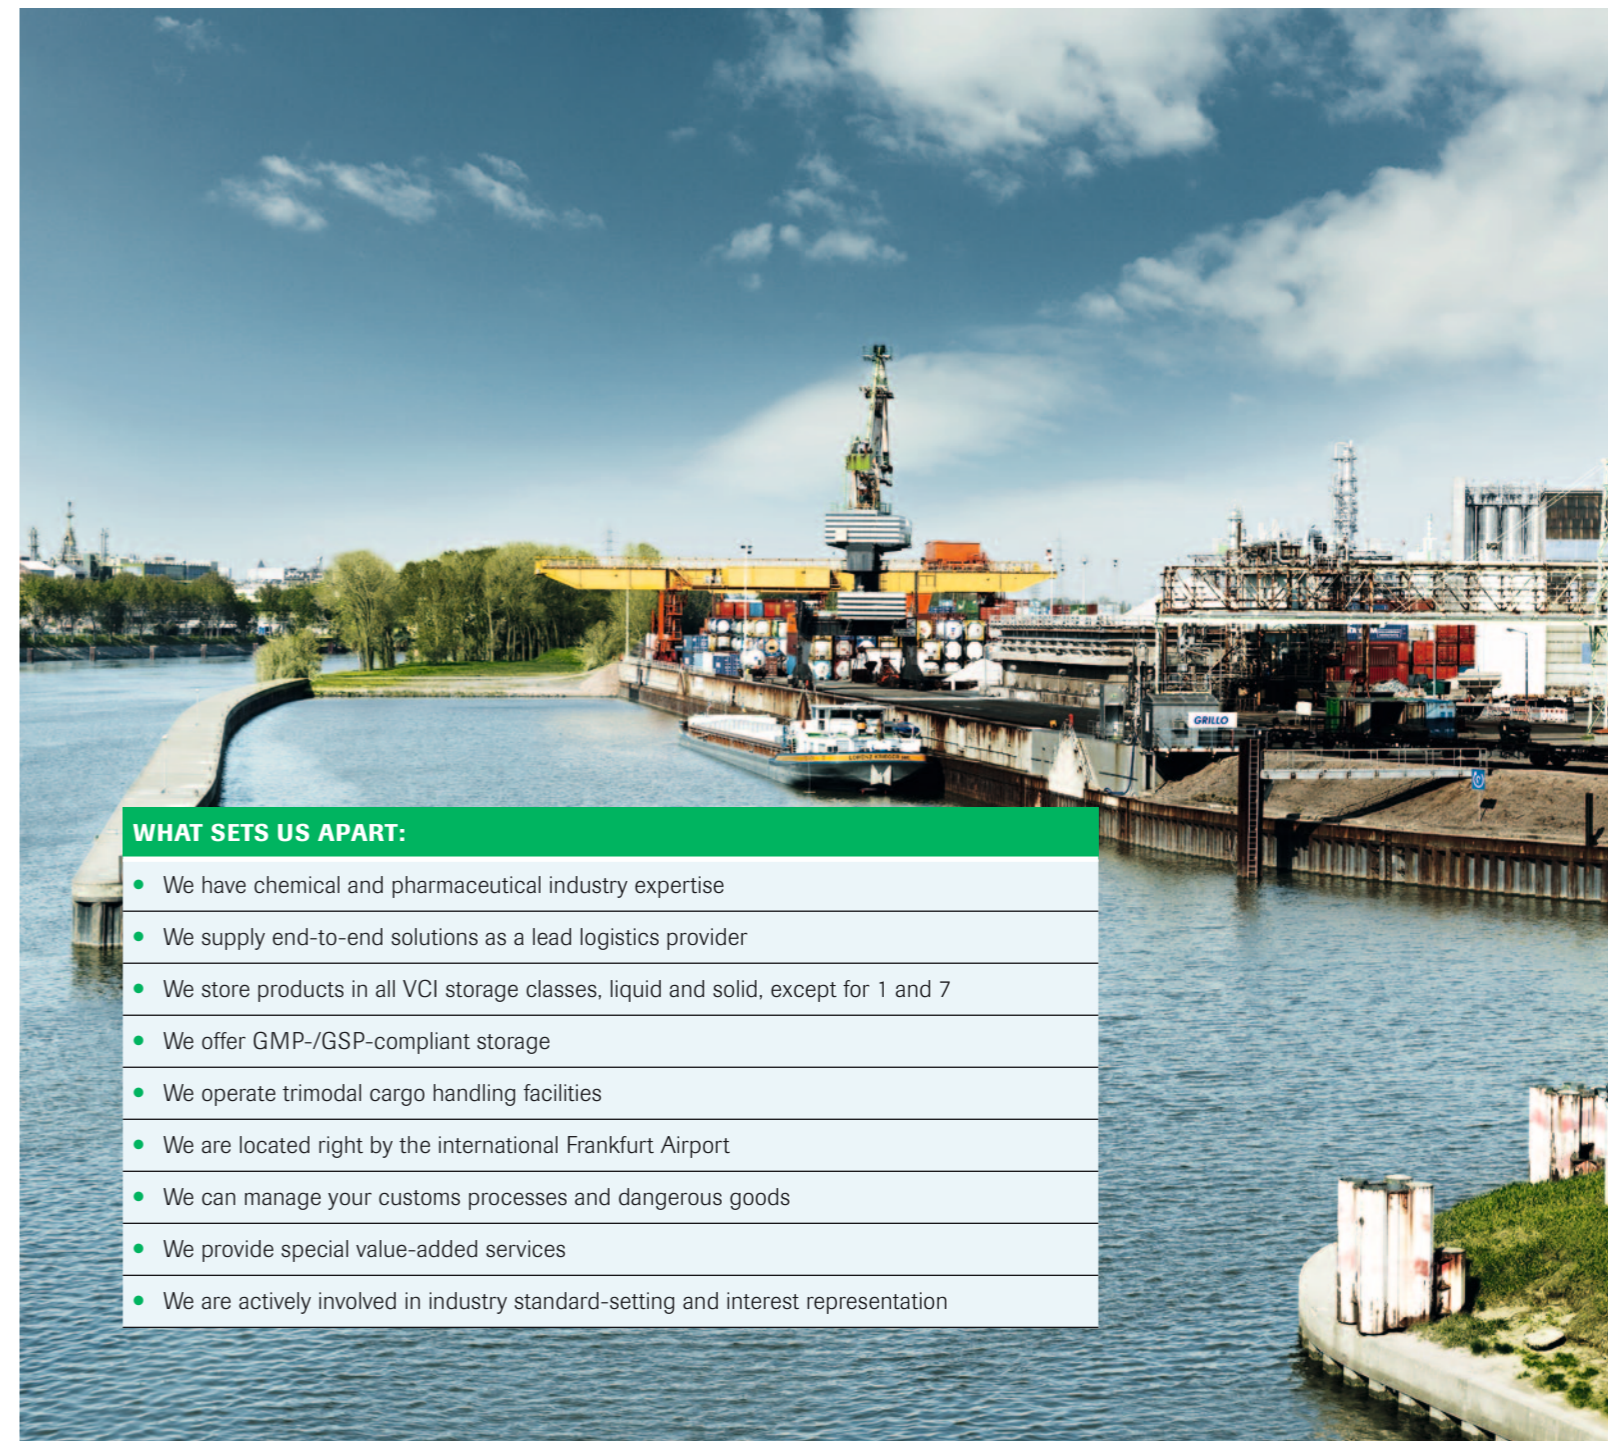 GRILLO
WHAT SETS US APART:
• We have chemical and pharmaceutical industry expertise
• We supply end-to-end solutions as a lead logistics provider
• We store products in all VCI storage classes, liquid and solid, except for 1 and 7
• We offer GMP-/GSP-compliant storage
• We operate trimodal cargo handling facilities
• We are located right by the international Frankfurt Airport
• We can manage your customs processes and dangerous goods
• We provide special value-added services
• We are actively involved in industry standard-setting and interest representation